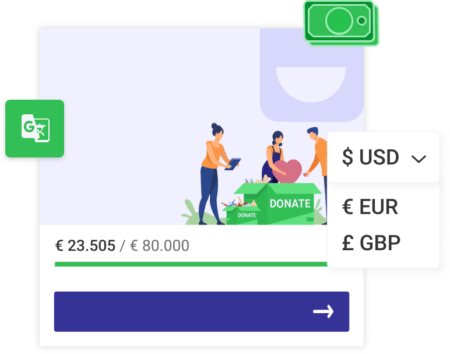 G
$ USD
€ EUR
£ GBP
DONATE
DONATE
€ 23.505 / € 80.000